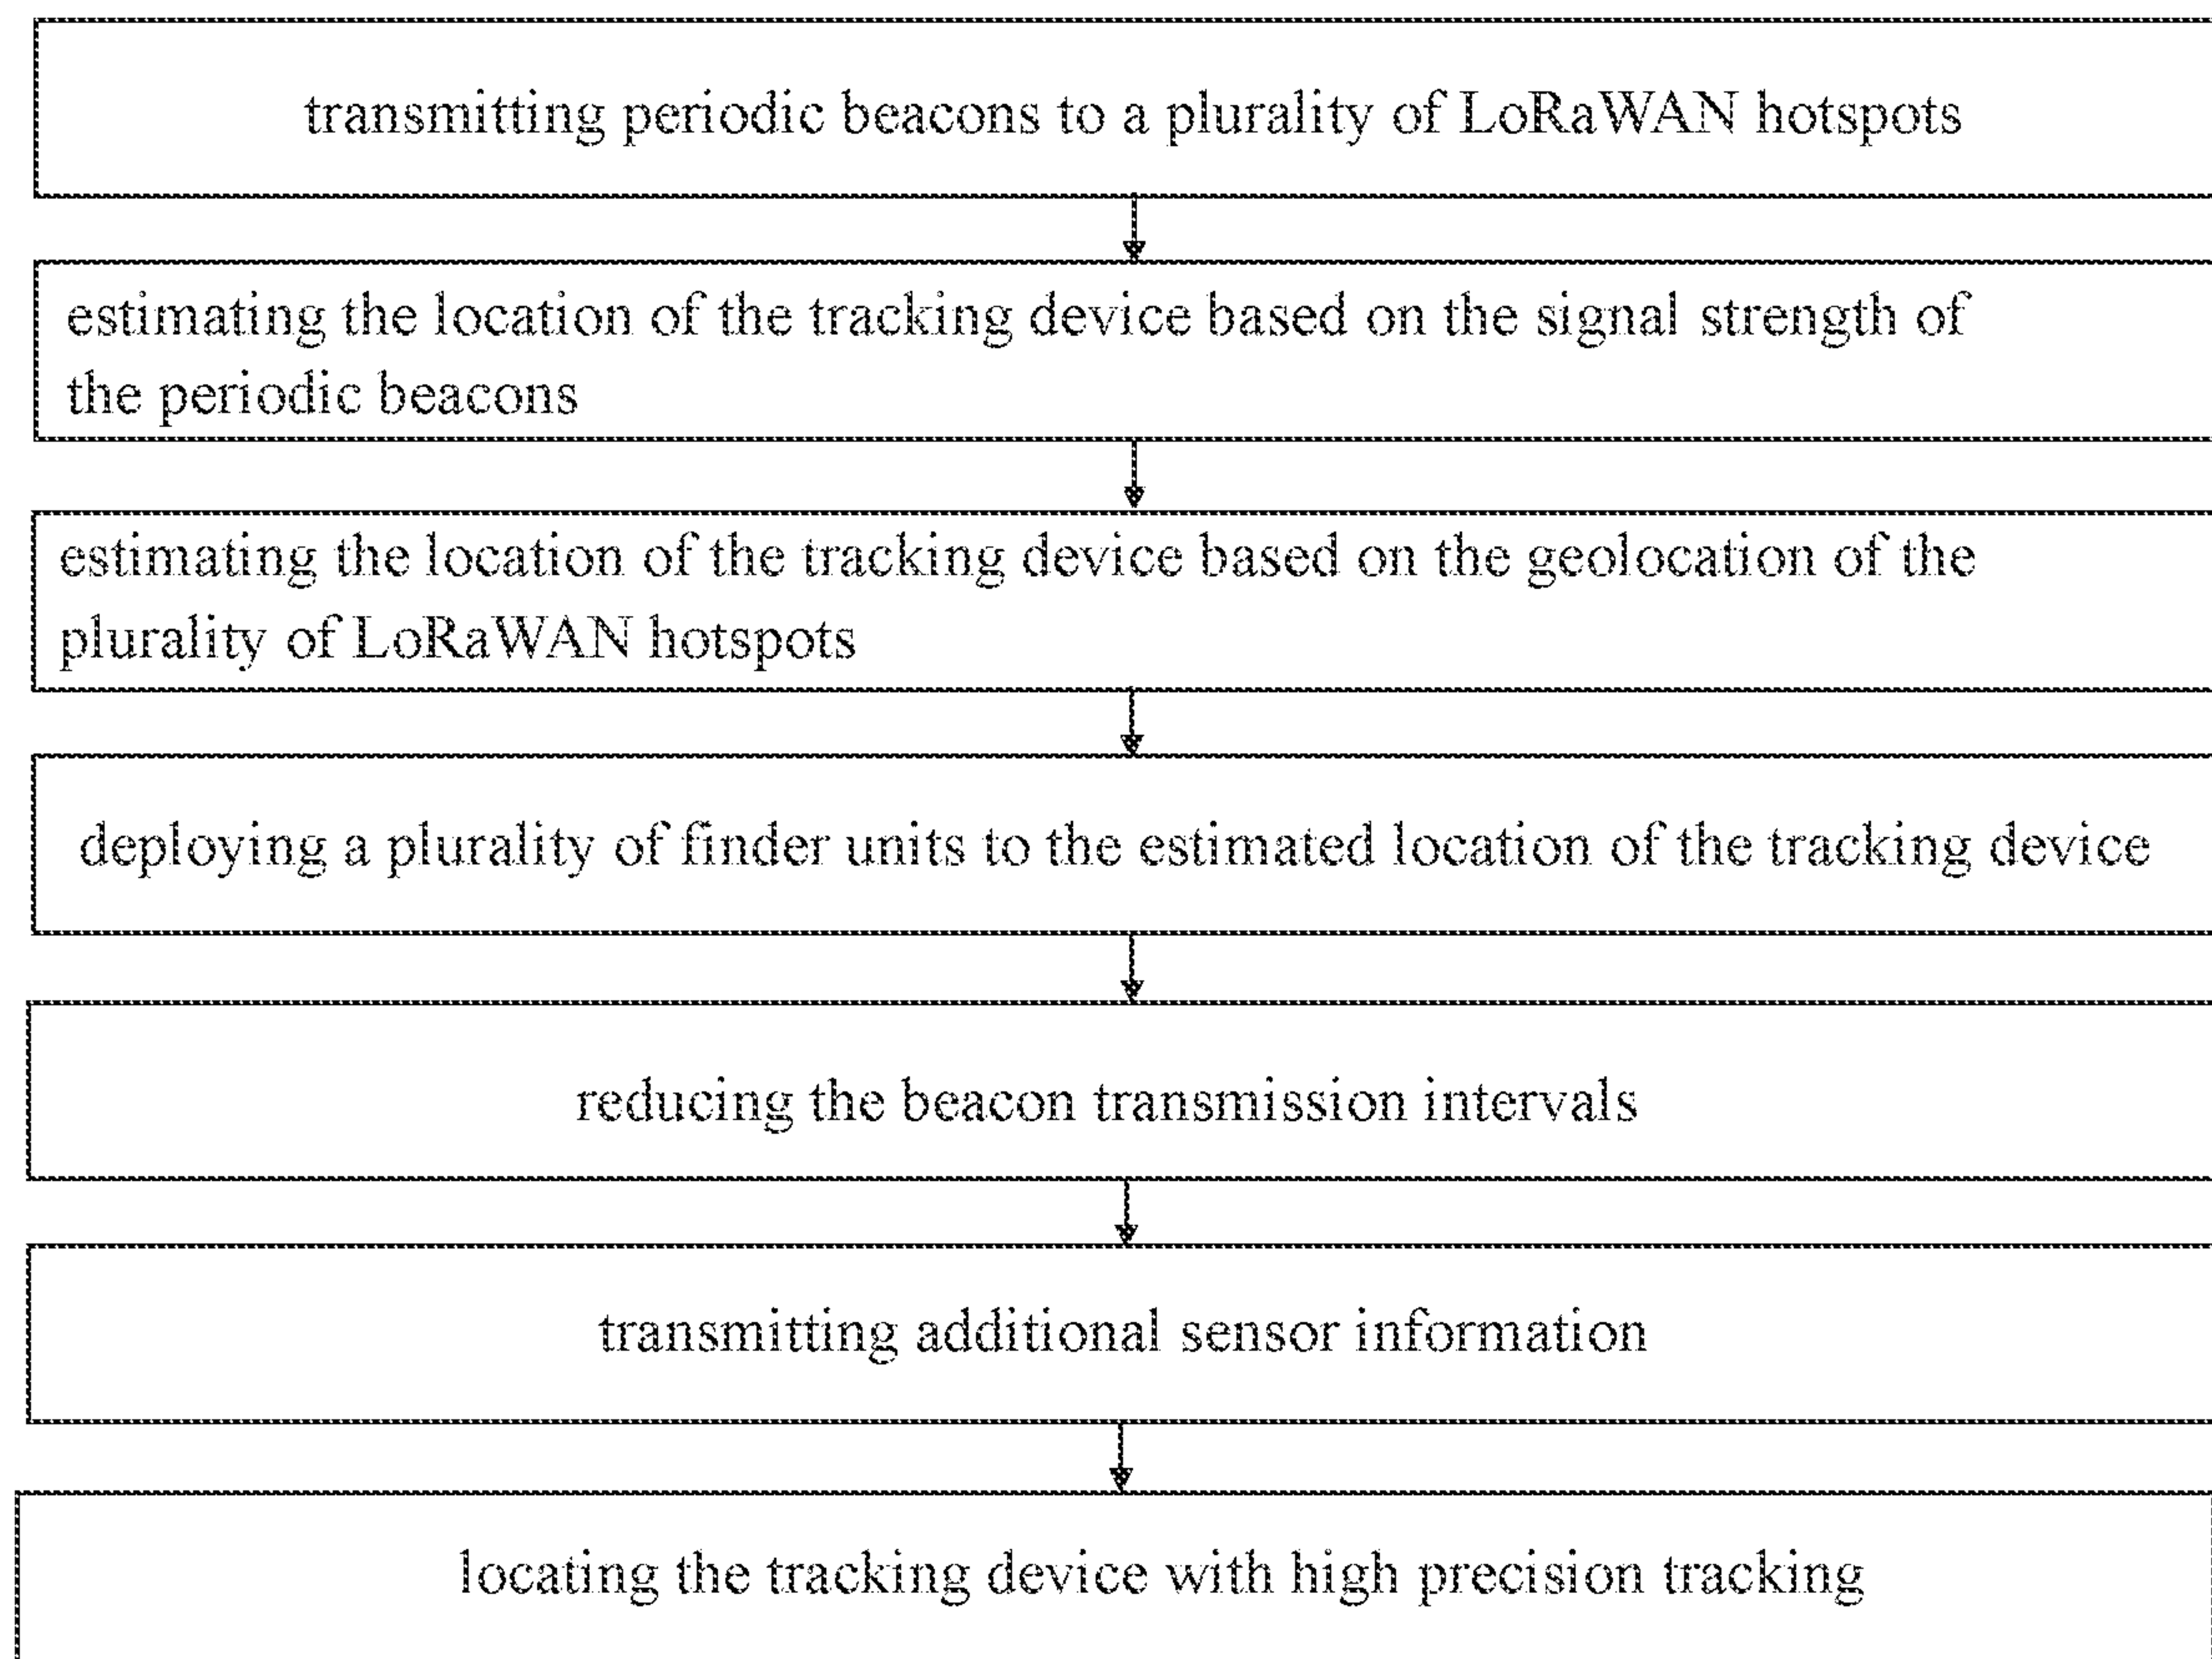 transmitting periodic beacons to a plurality of LoRaWAN hotspots
estimating the location of the tracking device based on the signal strength of
the periodic beacons
estimating the location of the tracking device based on the geolocation of the
plurality of LoRaWAN hotspots
deploying a plurality of finder units to the estimated location of the tracking device
reducing the beacon transmission intervals
transmitting additional sensor information
locating the tracking device with high precision tracking